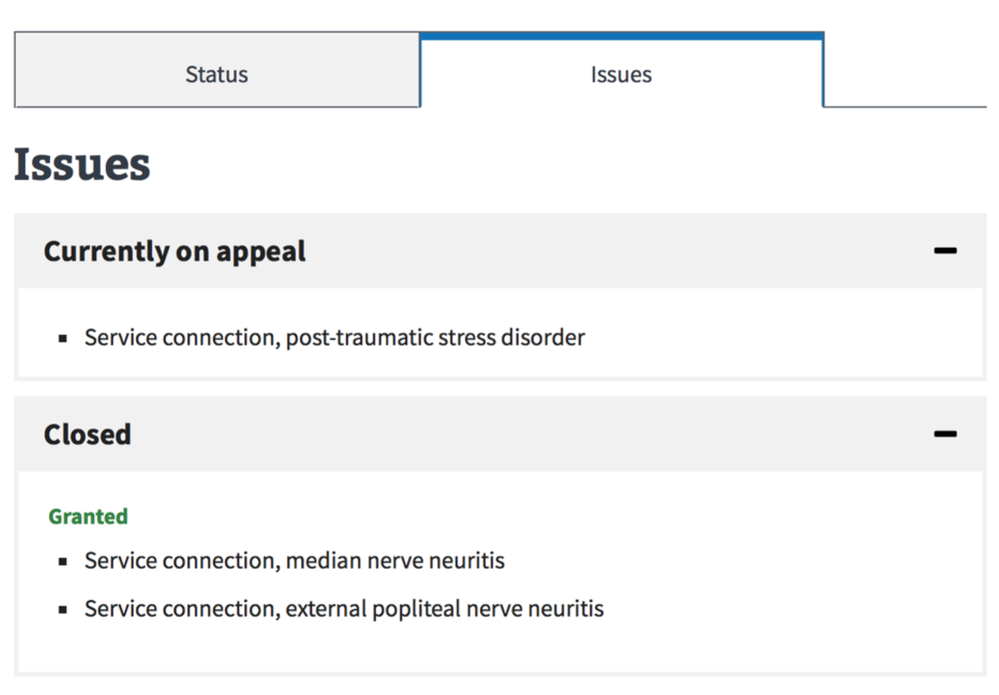 Status
Issues
Issues
Currently on appeal
Service connection, post-traumatic stress disorder
Closed
Granted
Service connection, median nerve neuritis
Service connection, external popliteal nerve neuritis